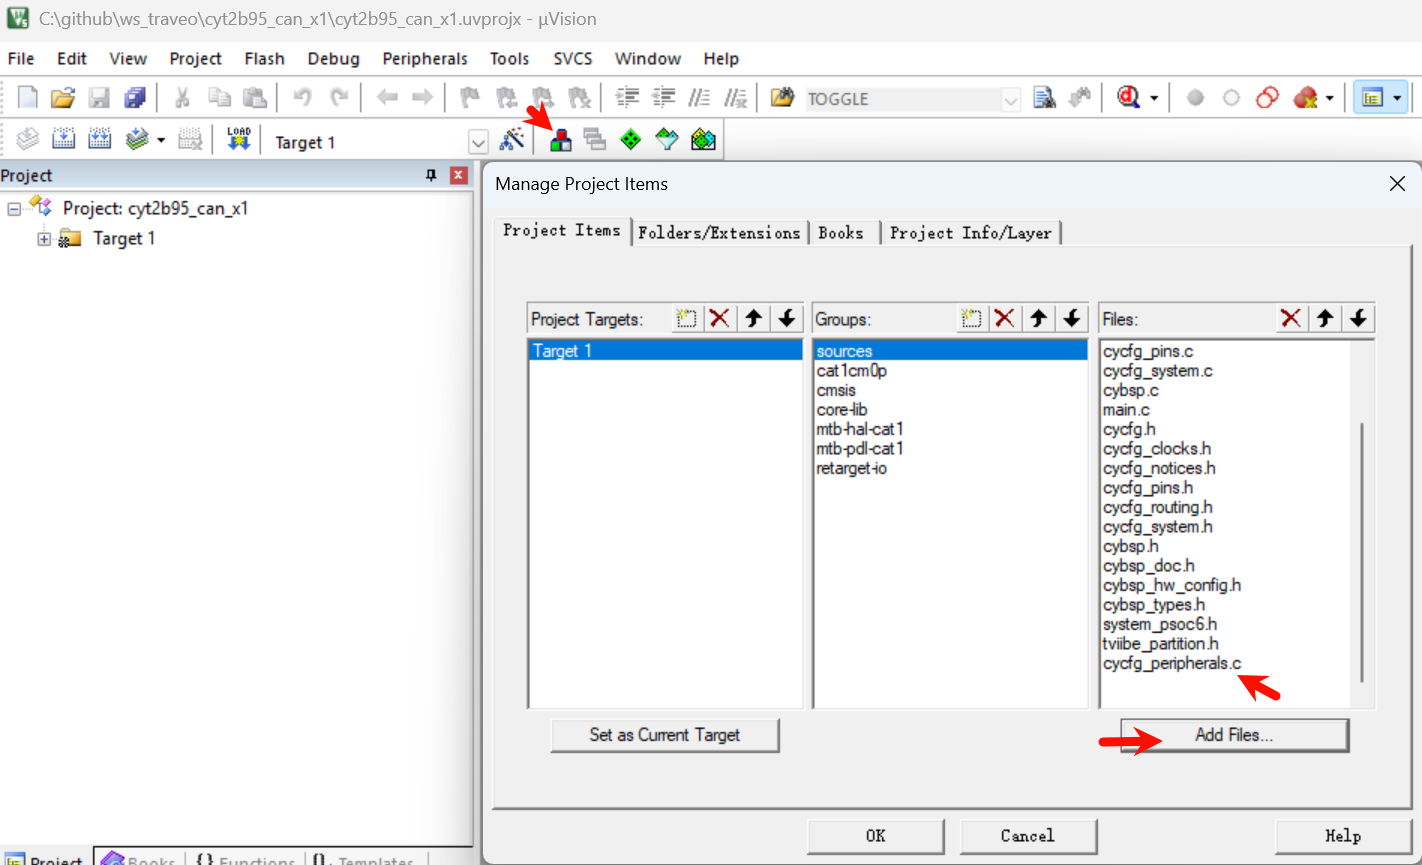 C:\github\ws_traveo\cyt2b95_can_x1\cyt2b95_can_x1.uvprojx - µVision
File Edit View Project Flash Debug Peripherals Tools SVCS Window Help
TOGGLE
LOAD
Target 1
Project
Project: cyt2b95_can_x1
Target 1
Manage Project Items
Project Items Folders/Extensions Books Project Info/Layer
Project Targets:
Target 1
Set as Current Target
Groups:
sources
cat1cm0p
cmsis
core-lib
mtb-hal-cat1
mtb-pdl-cat1
retarget-io
Files:
cycfg_pins.c
cycfg_system.c
cybsp.c
main.c
cycfg.h
cycfg_clocks.h
cycfg_notices.h
cycfg_pins.h
cycfg_routing.h
cycfg_system.h
cybsp.h
cybsp_doc.h
cybsp_hw_config.h
cybsp_types.h
system_psoc6.h
tviibe_partition.h
cycfg_peripherals.c
Add Files...
OK Cancel Help
Project Books {} Functions 0. Templates